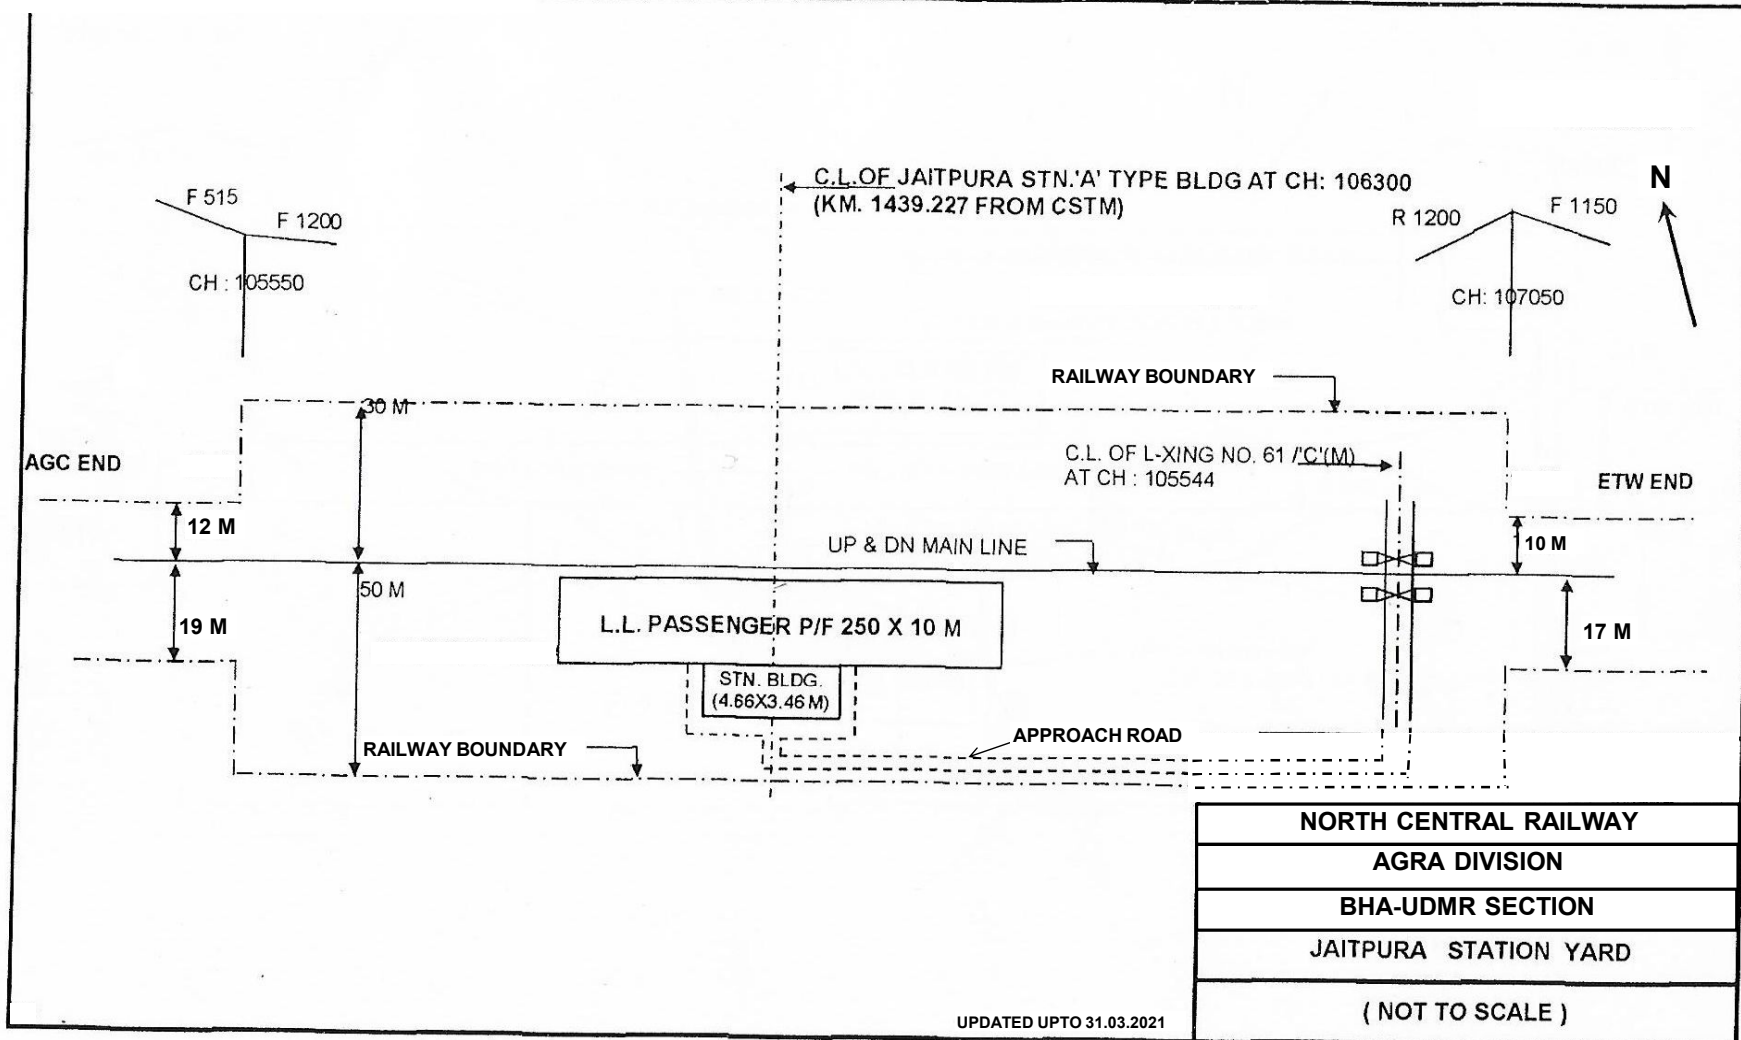 C.L.OF JAITPURA STN.'A' TYPE BLDG AT CH: 106300
(KM. 1439.227 FROM CSTM)
N
F 515
F 1200
CH : 105550
R 1200
F 1150
CH: 107050
RAILWAY BOUNDARY
30 M
AGC END
C.L. OF L-XING NO. 61 /'C'(M)
AT CH : 105544
ETW END
12 M
UP & DN MAIN LINE
10 M
50 M
19 M
L.L. PASSENGER P/F 250 X 10 M
17 M
STN. BLDG.
(4.66X3.46 M)
RAILWAY BOUNDARY
APPROACH ROAD
NORTH CENTRAL RAILWAY
AGRA DIVISION
BHA-UDMR SECTION
JAITPURA STATION YARD
(NOT TO SCALE)
UPDATED UPTO 31.03.2021